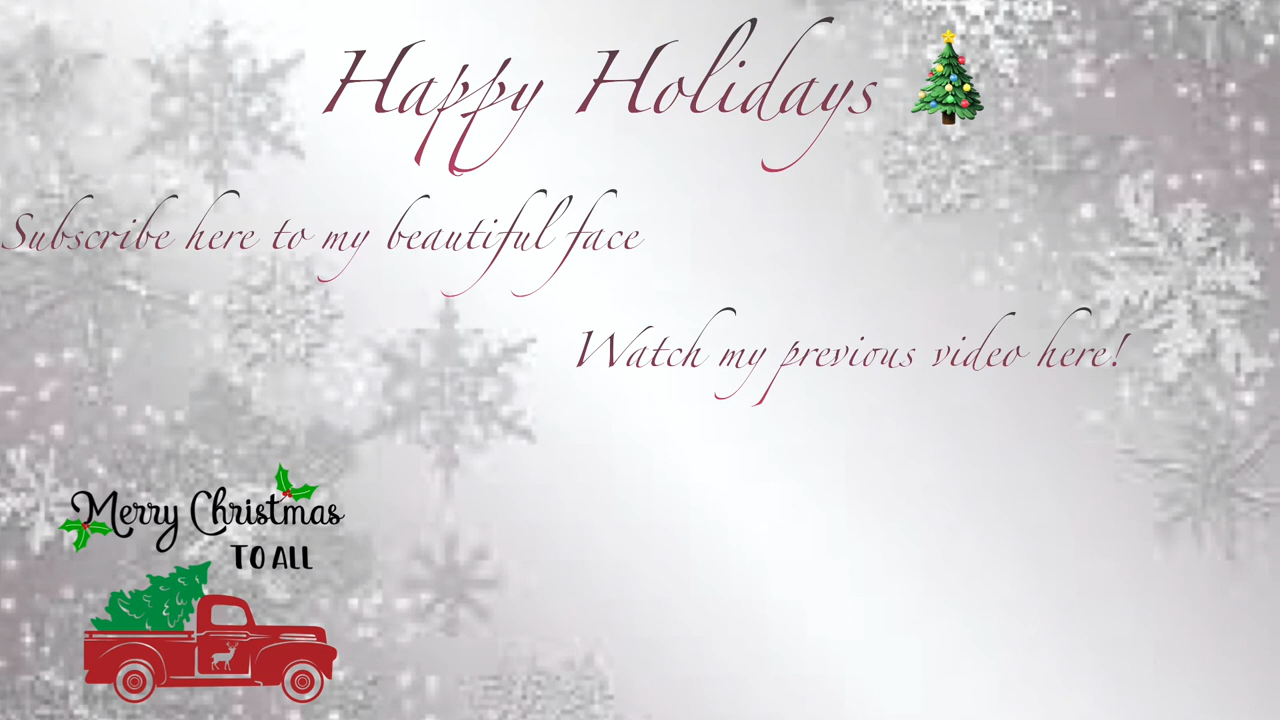 Happy Holidays 🎄
Subscribe here to my beautiful face
Watch my previous video here!
Merry Christmas
TO ALL